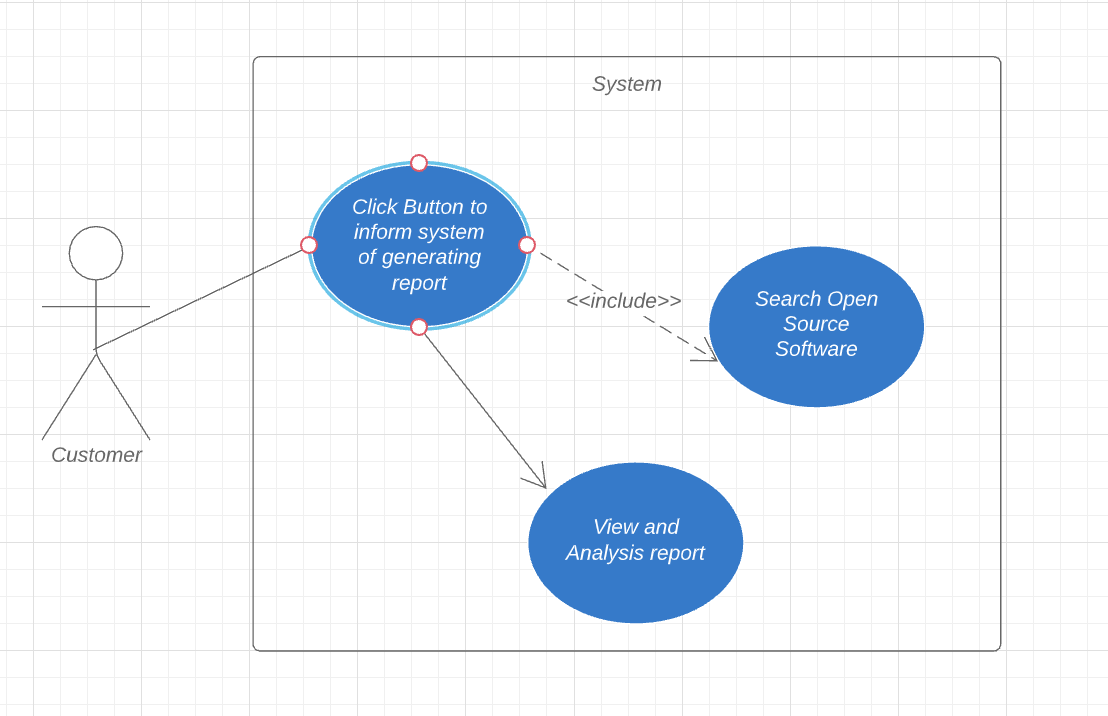 System
Click Button to
inform system
of generating
report
<<include>>
Search Open
Source
Software
Customer
View and
Analysis report